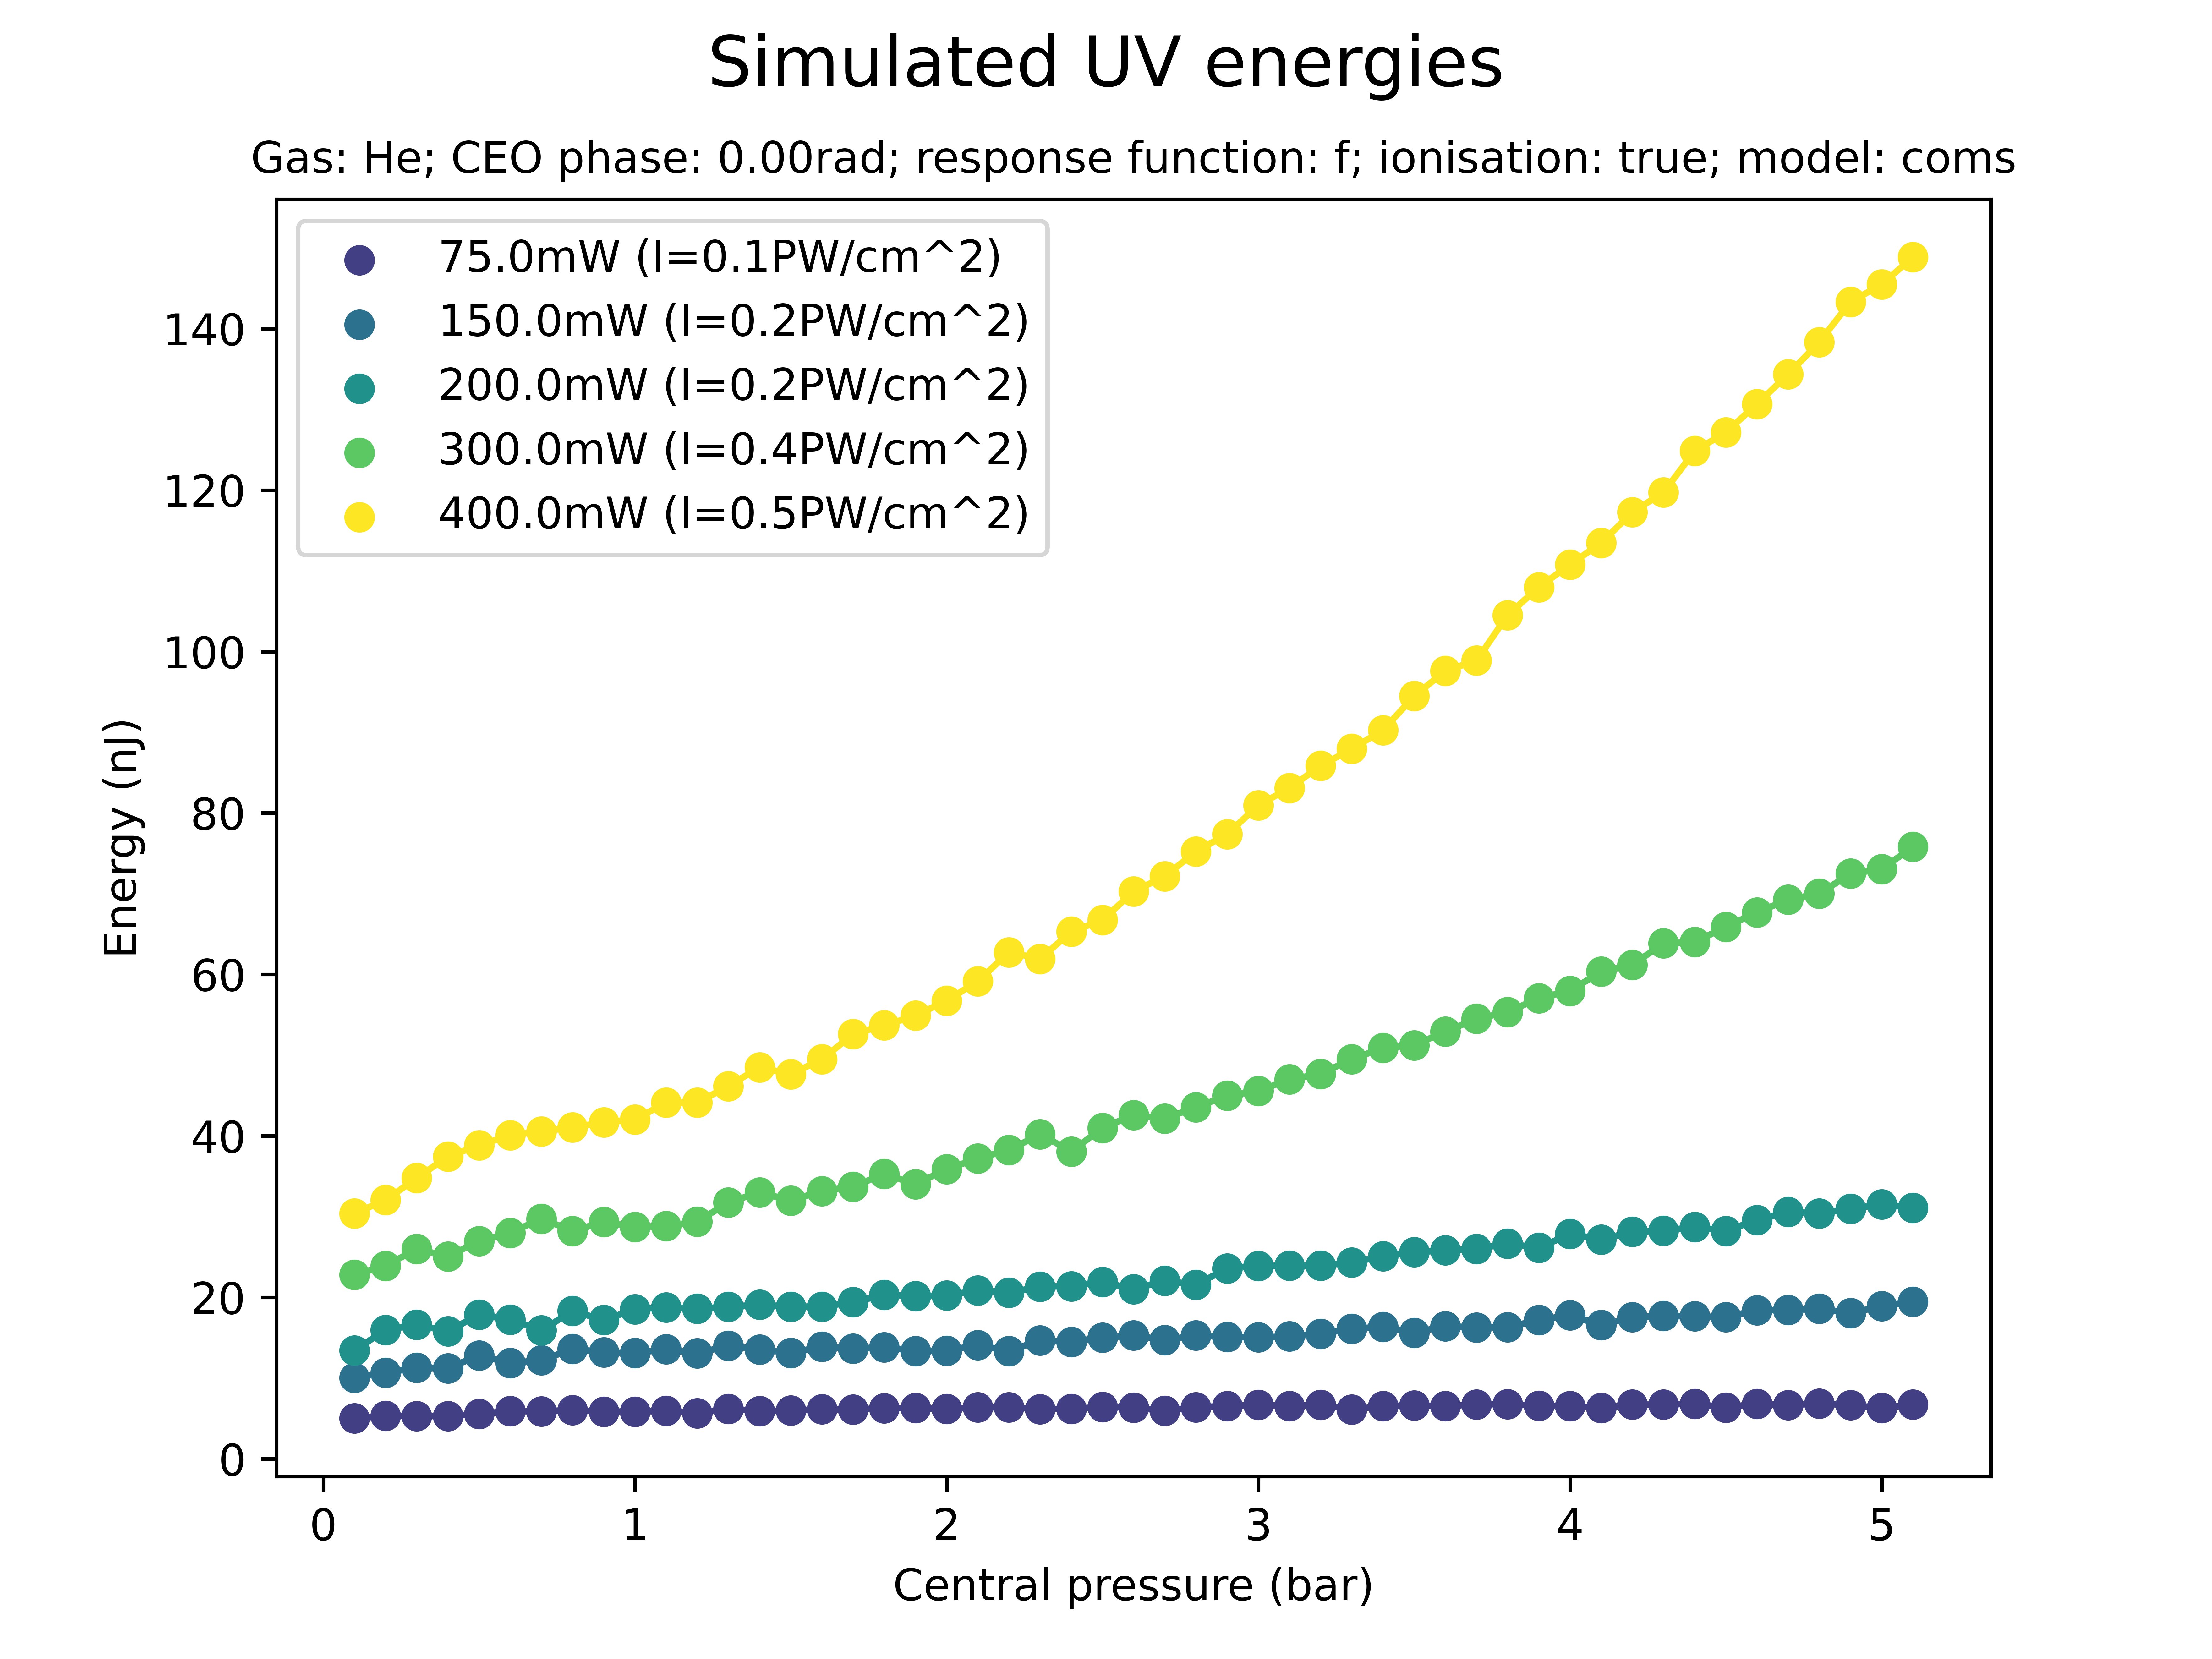 Simulated UV energies
Gas: He; CEO phase: 0.00rad; response function: f; ionisation: true; model: coms
75.0mW (I=0.1PW/cm^2)
150.0mW (I=0.2PW/cm^2)
200.0mW (I=0.2PW/cm^2)
300.0mW (I=0.4PW/cm^2)
400.0mW (I=0.5PW/cm^2)
140
120
100
80
60
40
20
0
Energy (nJ)
0 1 2 3 4 5
Central pressure (bar)